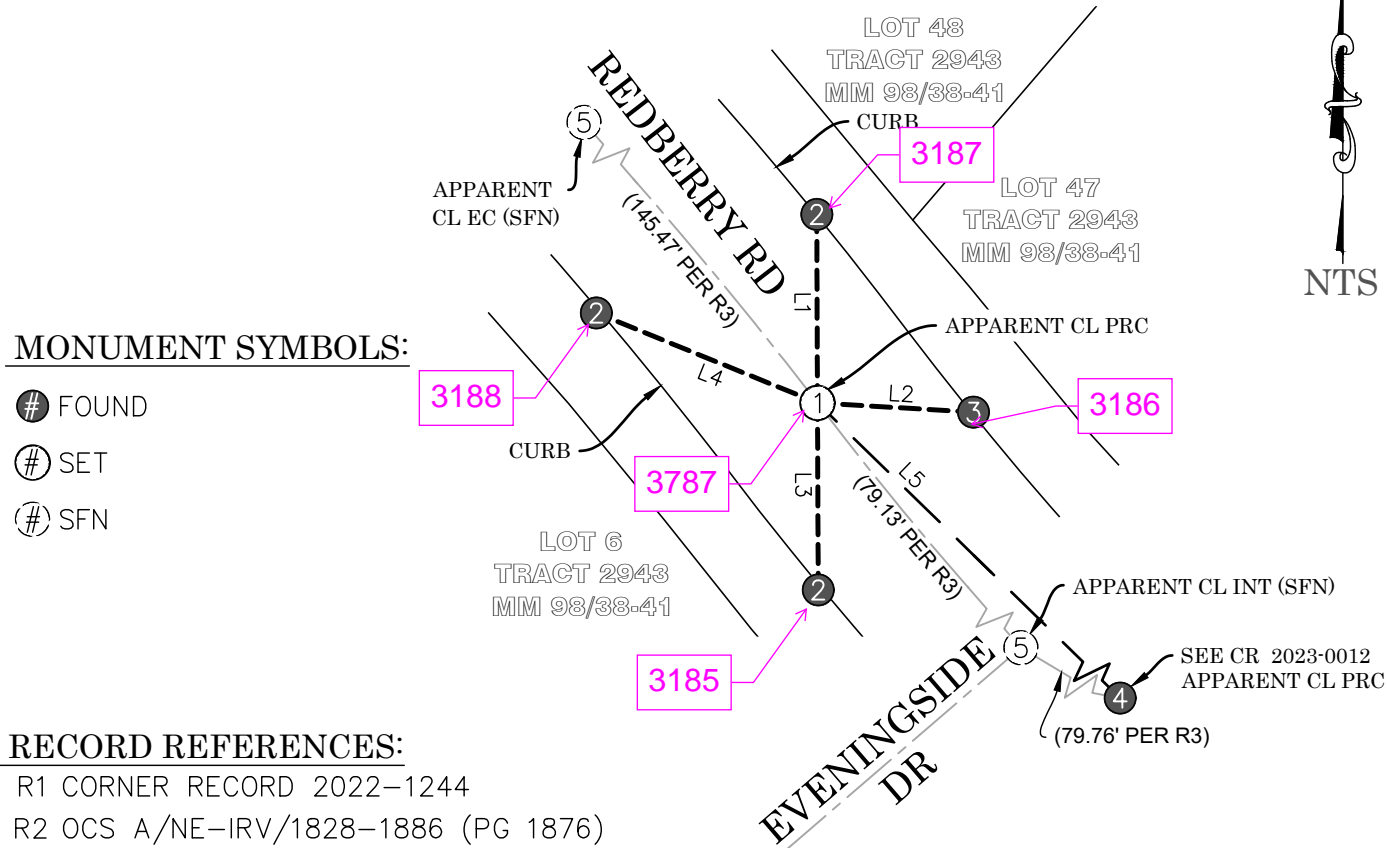 LOT 48
TRACT 2943
MM 98/38-41
REDBERRY RD
CURB
5
3187
APPARENT
CL EC (SFN)
(145.47' PER R3)
2
LOT 47
TRACT 2943
MM 98/38-41
NTS
L1
2
APPARENT CL PRC
MONUMENT SYMBOLS:
# FOUND
# SET
# SFN
3188
L4
1
L2
3
3186
CURB
3787
L3
L5
(79.13' PER R3)
LOT 6
TRACT 2943
MM 98/38-41
2
APPARENT CL INT (SFN)
5
3185
SEE CR 2023-0012
APPARENT CL PRC
4
(79.76' PER R3)
EVENINGSIDE
DR
RECORD REFERENCES:
R1 CORNER RECORD 2022-1244
R2 OCS A/NE-IRV/1828-1886 (PG 1876)